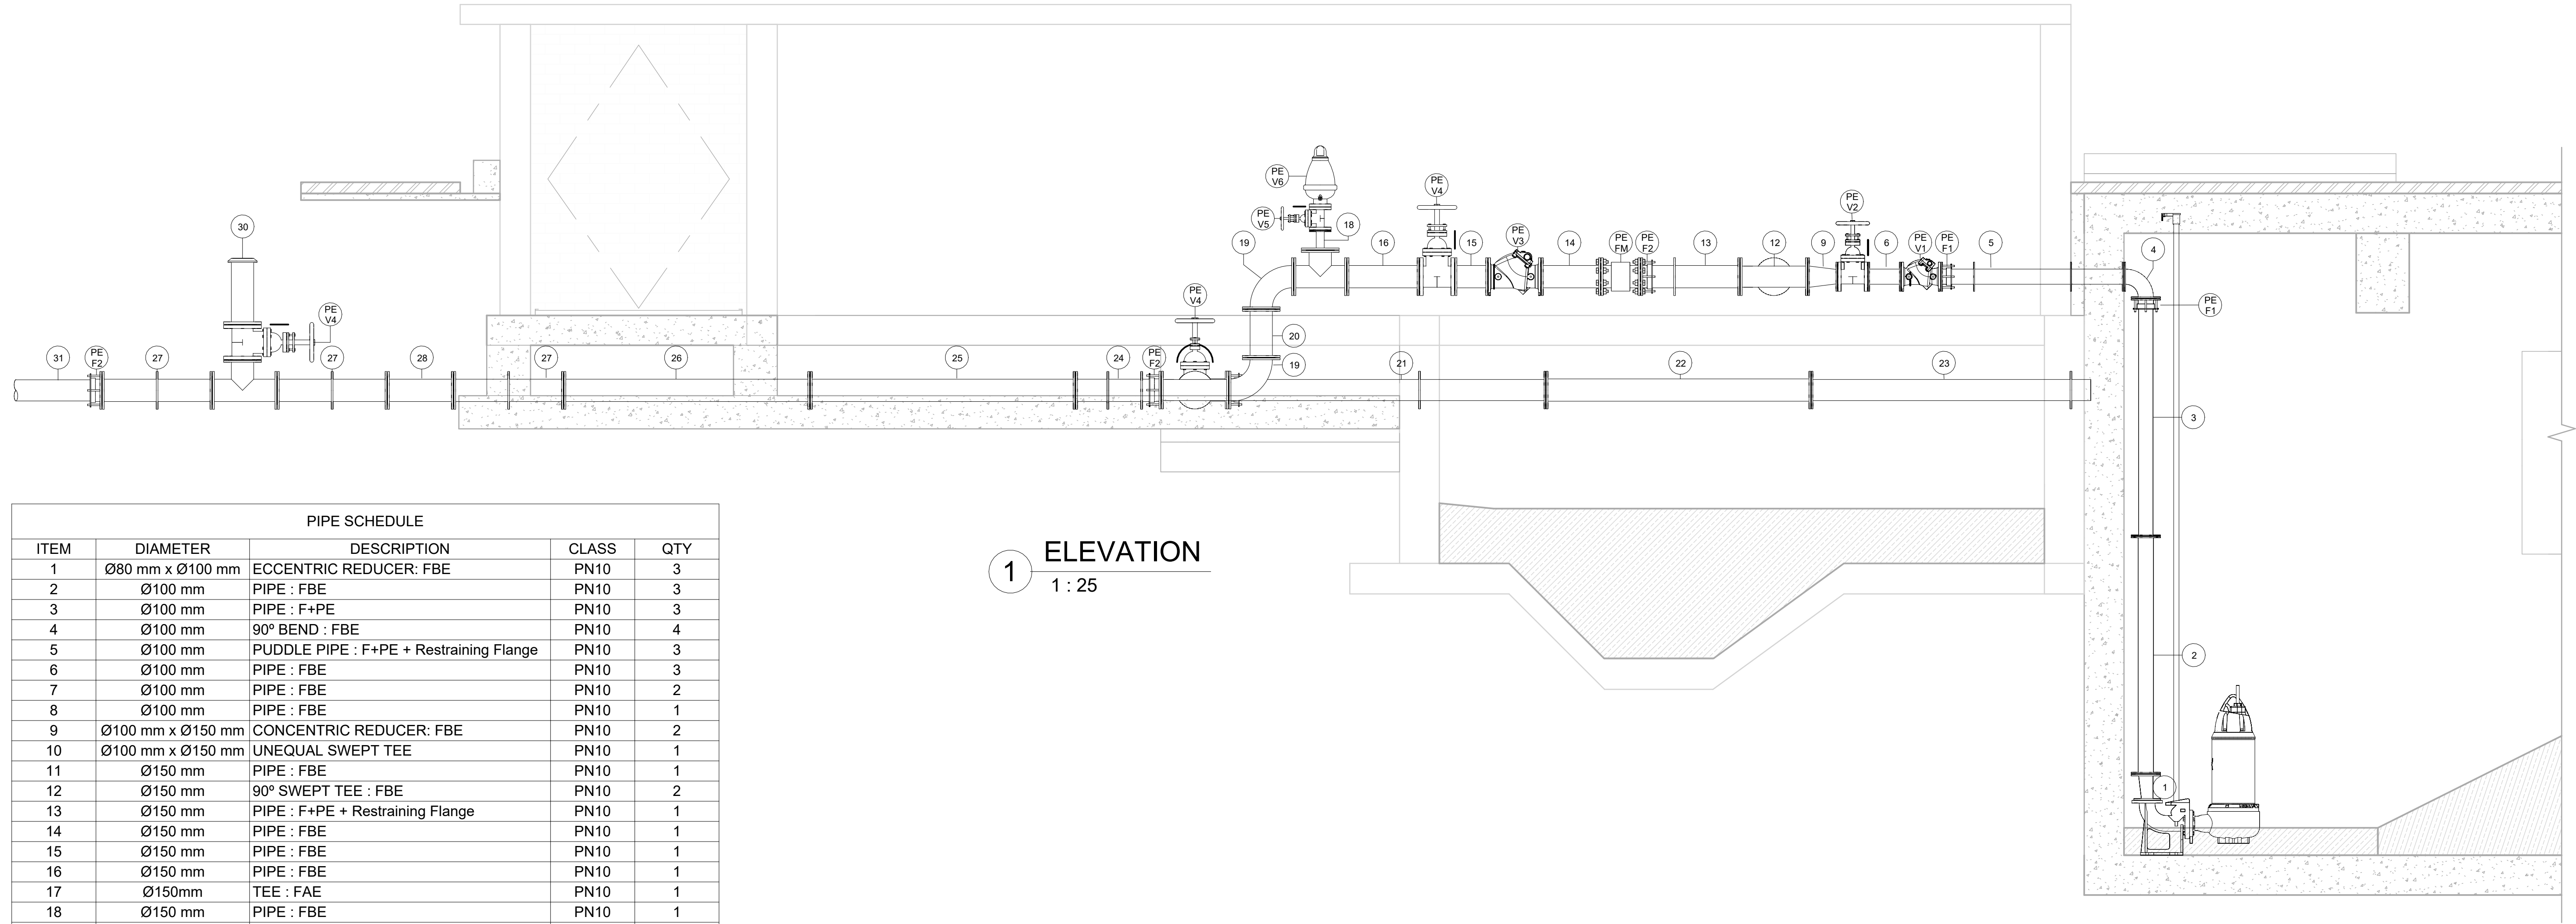 PE
V6
PE
V5
18
PE
V4
19
16
15
PE
V3
14
PE
FM
PE
F2
13
12
9
PE
V2
6
PE
V1
PE
F1
5
4
PE
F1
30
PE
V4
PE
V4
20
19
31
PE
F2
27
27
28
27
26
25
24
PE
F2
21
22
23
3
2
1
1
ELEVATION
1 : 25
PIPE SCHEDULE
ITEM DIAMETER DESCRIPTION CLASS QTY
1 Ø80 mm x Ø100 mm ECCENTRIC REDUCER: FBE PN10 3
2 Ø100 mm PIPE : FBE PN10 3
3 Ø100 mm PIPE : F+PE PN10 3
4 Ø100 mm 90º BEND : FBE PN10 4
5 Ø100 mm PUDDLE PIPE : F+PE + Restraining Flange PN10 3
6 Ø100 mm PIPE : FBE PN10 3
7 Ø100 mm PIPE : FBE PN10 2
8 Ø100 mm PIPE : FBE PN10 1
9 Ø100 mm x Ø150 mm CONCENTRIC REDUCER: FBE PN10 2
10 Ø100 mm x Ø150 mm UNEQUAL SWEPT TEE PN10 1
11 Ø150 mm PIPE : FBE PN10 1
12 Ø150 mm 90º SWEPT TEE : FBE PN10 2
13 Ø150 mm PIPE : F+PE + Restraining Flange PN10 1
14 Ø150 mm PIPE : FBE PN10 1
15 Ø150 mm PIPE : FBE PN10 1
16 Ø150 mm PIPE : FBE PN10 1
17 Ø150mm TEE : FAE PN10 1
18 Ø150 mm PIPE : FBE PN10 1